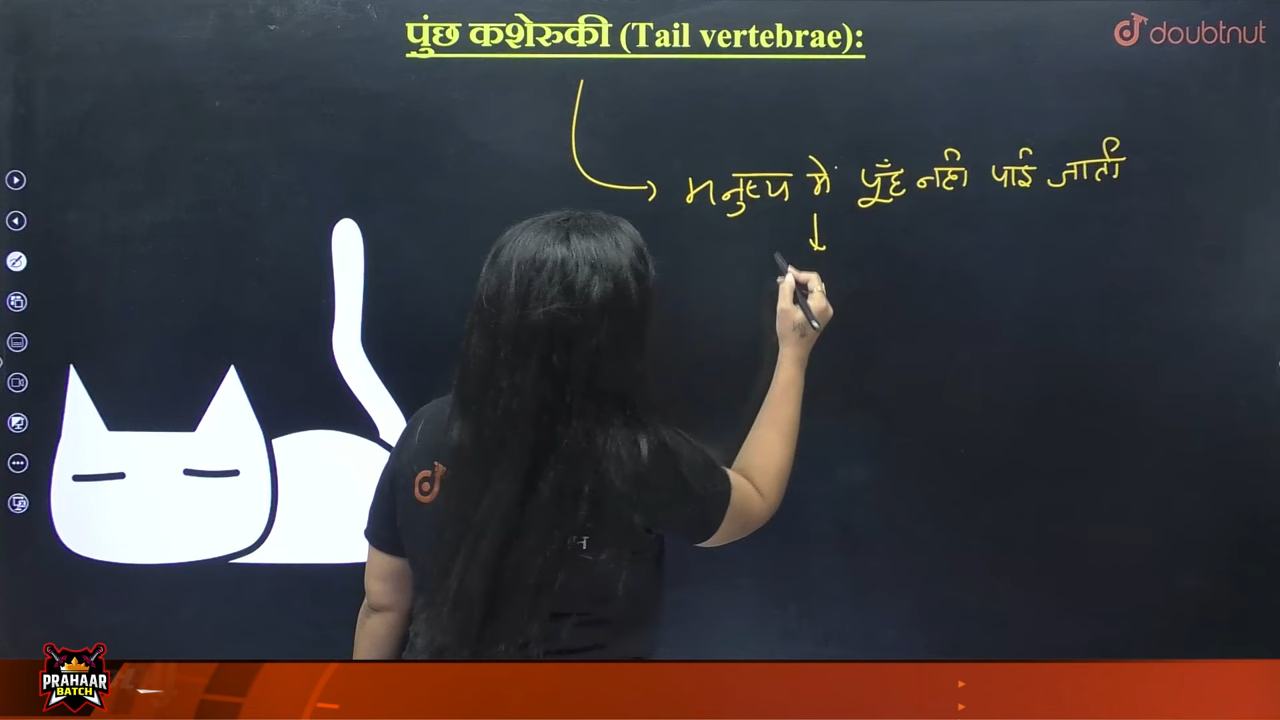 पुंछ कशेरुकी (Tail vertebrae):
doubtnut
मनुष्य में पूँछ नहीं पाई जाती
PRAHAAR
BATCH